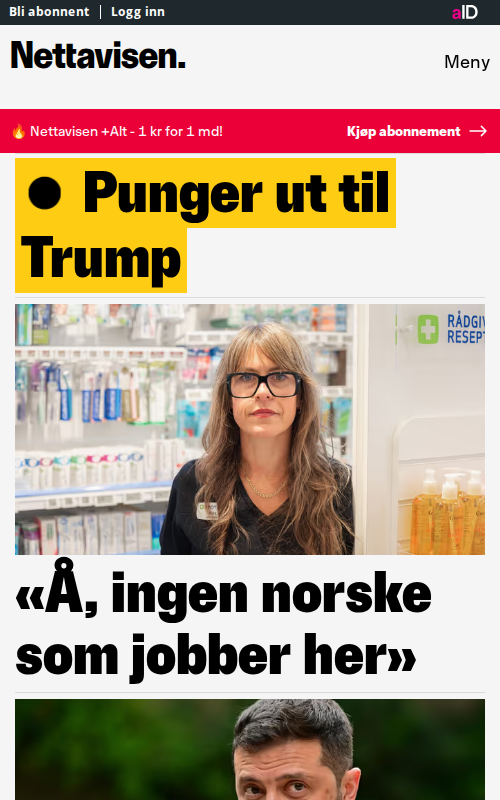 Bli abonnent | Logg inn aID
Nettavisen.
Meny
🔥 Nettavisen +Alt - 1 kr for 1 md! Kjøp abonnement →
● Punger ut til
Trump
RÅDGIV
RESEPT
«Å, ingen norske
som jobber her»